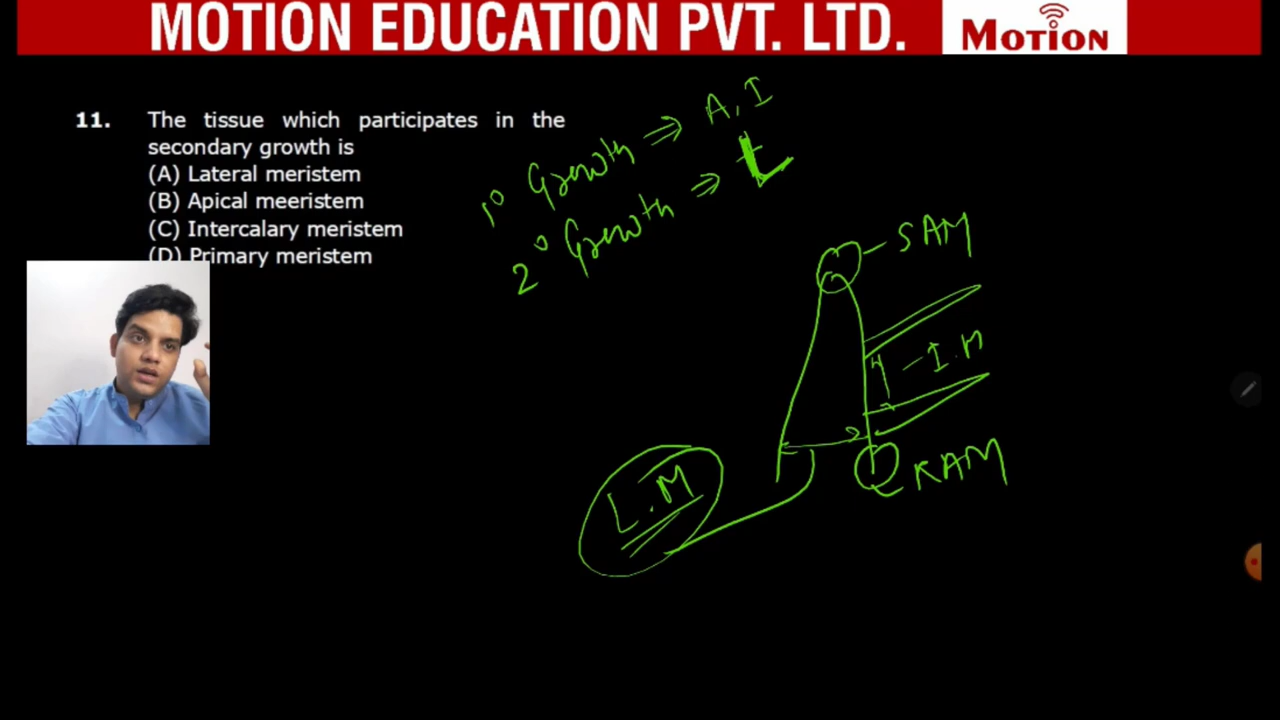 MOTION EDUCATION PVT. LTD.
MOTION
11. The tissue which participates in the
secondary growth is
(A) Lateral meristem
(B) Apical meeristem
(C) Intercalary meristem
(D) Primary meristem
1° Growth ⇒ A, I
2° Growth ⇒ L
SAM
I.M
RAM
L.M